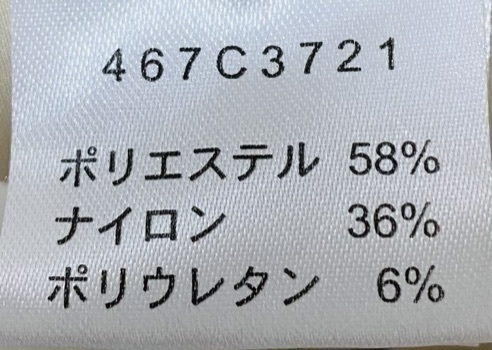 467C3721
ポリエステル 58%
ナイロン 36%
ポリウレタン 6%